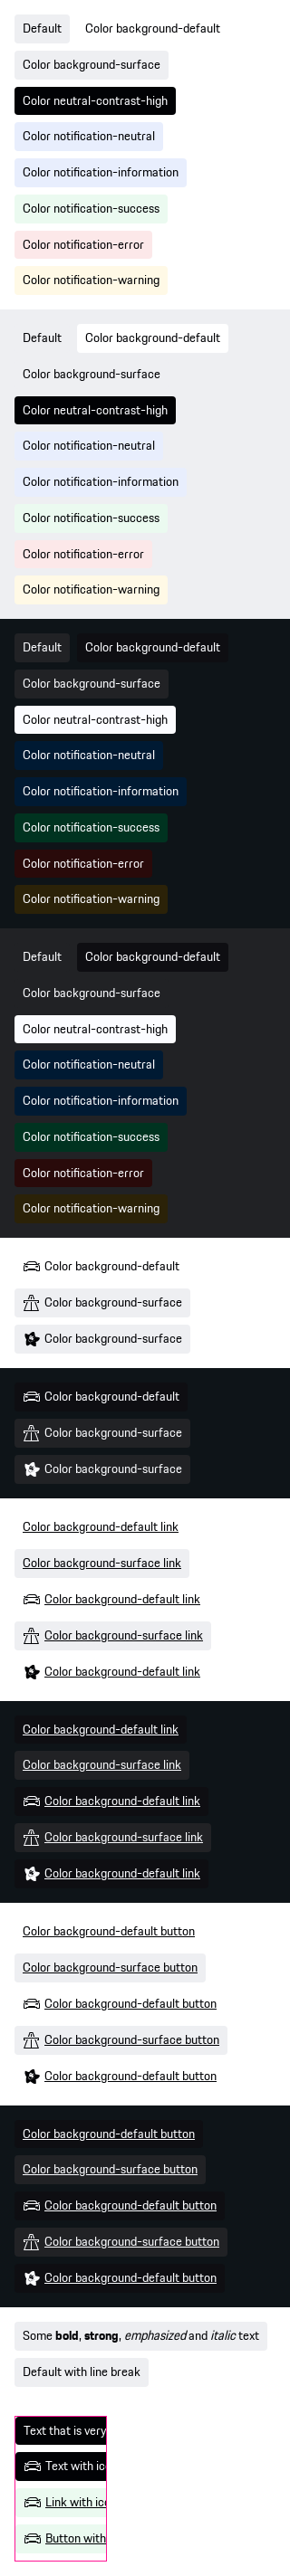 Default Color background-default
Color background-surface
Color neutral-contrast-high
Color notification-neutral
Color notification-information
Color notification-success
Color notification-error
Color notification-warning
Default Color background-default
Color background-surface
Color neutral-contrast-high
Color notification-neutral
Color notification-information
Color notification-success
Color notification-error
Color notification-warning
Default Color background-default
Color background-surface
Color neutral-contrast-high
Color notification-neutral
Color notification-information
Color notification-success
Color notification-error
Color notification-warning
Default Color background-default
Color background-surface
Color neutral-contrast-high
Color notification-neutral
Color notification-information
Color notification-success
Color notification-error
Color notification-warning
Color background-default
Color background-surface
Color background-surface
Color background-default
Color background-surface
Color background-surface
Color background-default link
Color background-surface link
Color background-default link
Color background-surface link
Color background-default link
Color background-default link
Color background-surface link
Color background-default link
Color background-surface link
Color background-default link
Color background-default button
Color background-surface button
Color background-default button
Color background-surface button
Color background-default button
Color background-default button
Color background-surface button
Color background-default button
Color background-surface button
Color background-default button
Some bold, strong, emphasized and italic text
Default with line break
Text that is very
Text with ic
Link with ico
Button with